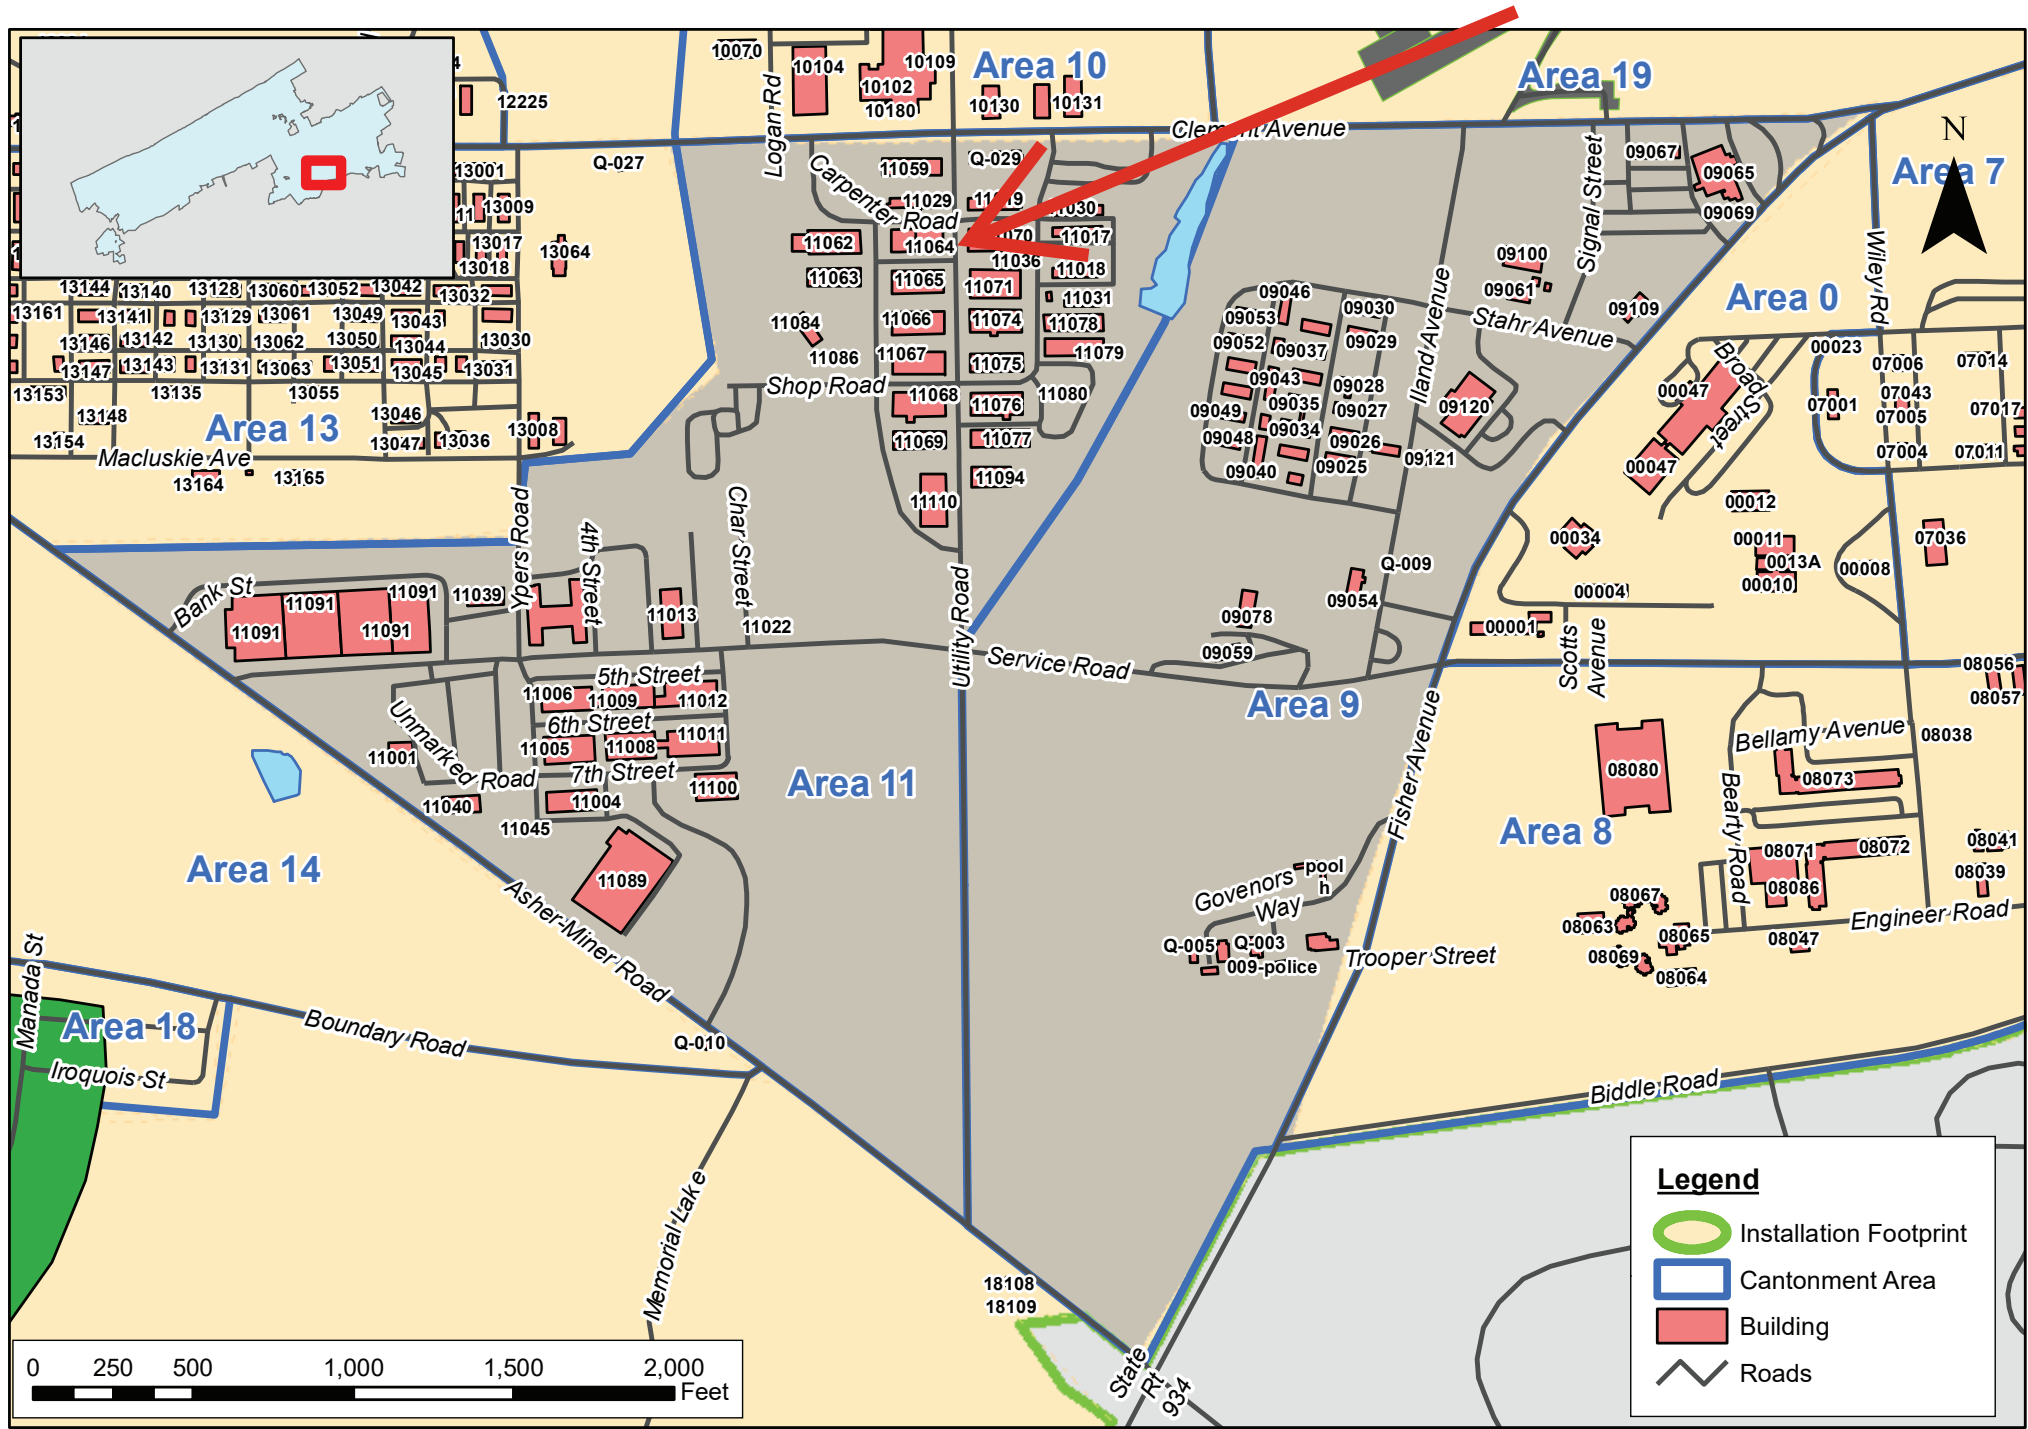 10070
Logan Rd
10104
10109
10102
10180
Area 10
10130
10131
Area 19
12225
Clement Avenue
N
Area 7
Q-027
13001
13009
13017
13018
13064
11059
Q-029
Carpenter Road
11029
11019
11030
11062
11064
11017
11036
11018
11063
11065
11071
11031
11084
11086
11066
11074
11078
11067
11075
11079
Shop Road
11068
11076
11080
11069
11077
11094
11110
09067
09065
09069
Signal Street
09100
09061
09109
Wiley Rd
Area 0
09046
09053
09030
09052
09037
09029
09043
09028
09035
09027
09049
09034
09026
09048
09040
09025
09121
Iland Avenue
Stahr Avenue
09120
Broad Street
00047
00047
00023
07006
07014
07001
07043
07005
07017
07004
07011
00012
00034
00011
0013A
00010
00008
07036
00004
00001
Scotts Avenue
13144
13140
13128
13060
13052
13042
13032
13161
13141
13129
13061
13049
13043
13146
13142
13130
13062
13050
13044
13030
13147
13143
13131
13063
13051
13045
13031
13153
13135
13055
13148
13046
13008
13154
Area 13
13047
13036
Macluskie Ave
13164
13165
Ypers Road
4th Street
Char Street
Bank St
11091
11091
11091
11091
11039
11013
11022
Utility Road
Service Road
Q-009
09054
09078
09059
Area 9
08056
08057
5th Street
11006
11009
11012
6th Street
11005
11008
11011
7th Street
11004
11100
Unmarked Road
11001
11040
11045
11089
Area 11
Fisher Avenue
08080
Area 8
Bellamy Avenue
08038
08073
Bearty Road
08071
08072
08086
08041
08039
08067
08063
08065
08069
08064
08047
Engineer Road
Area 14
Asher-Miner Road
Govenors Way
pool
h
Q-005
Q-003
009-police
Trooper Street
Manada St
Area 18
Iroquois St
Boundary Road
Q-010
Biddle Road
Memorial Lake
18108
18109
State Rt 934
Legend
Installation Footprint
Cantonment Area
Building
Roads
0 250 500 1,000 1,500 2,000
Feet